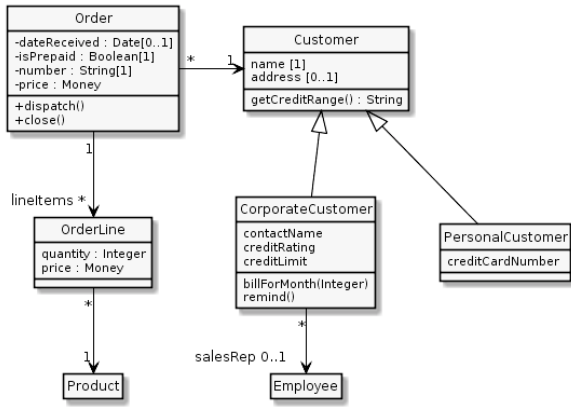 Order
-dateReceived : Date[0..1]
-isPrepaid : Boolean[1]
-number : String[1]
-price : Money
+dispatch()
+close()
*
1
Customer
name [1]
address [0..1]
getCreditRange() : String
1
lineItems *
OrderLine
quantity : Integer
price : Money
CorporateCustomer
contactName
creditRating
creditLimit
billForMonth(Integer)
remind()
PersonalCustomer
creditCardNumber
*
1
Product
*
salesRep 0..1
Employee